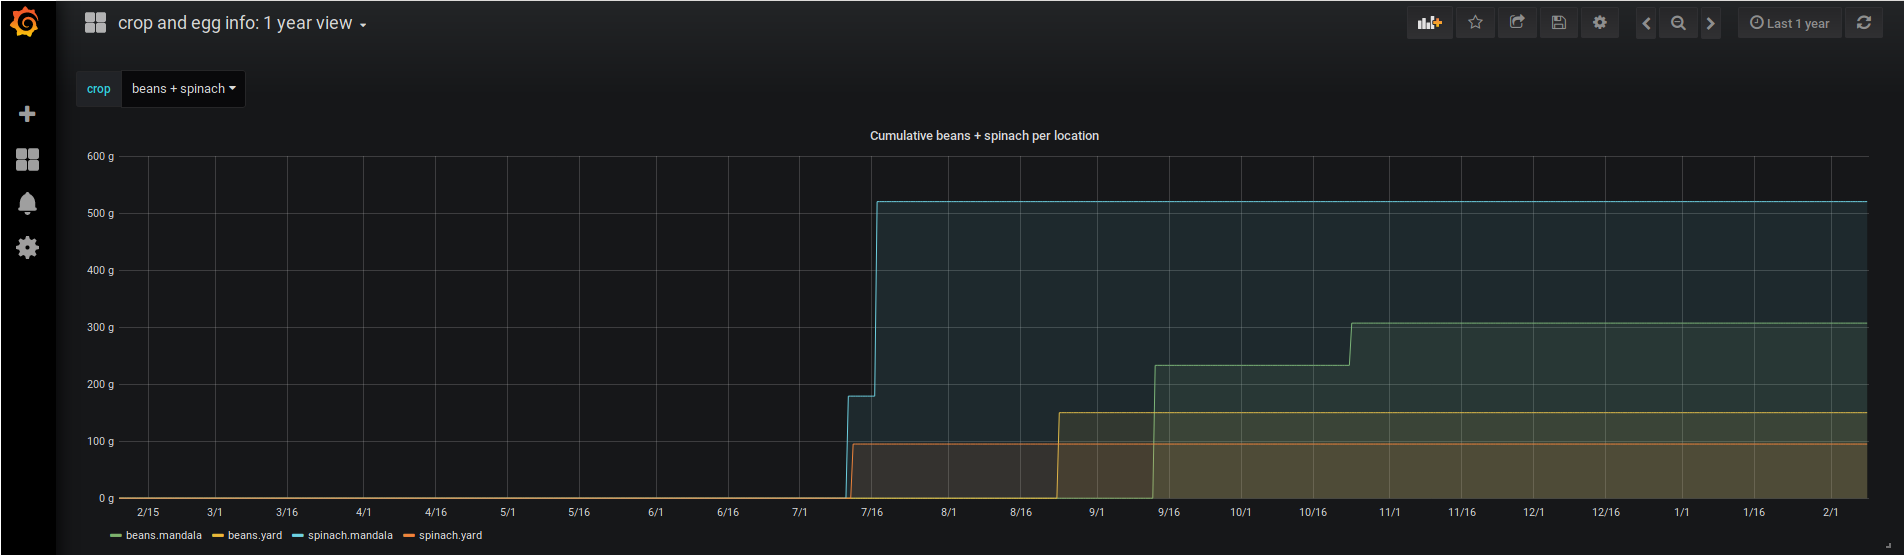 crop and egg info: 1 year view
Last 1 year
crop beans + spinach
Cumulative beans + spinach per location
600 g
500 g
400 g
300 g
200 g
100 g
0 g
2/15 3/1 3/16 4/1 4/16 5/1 5/16 6/1 6/16 7/1 7/16 8/1 8/16 9/1 9/16 10/1 10/16 11/1 11/16 12/1 12/16 1/1 1/16 2/1
beans.mandala beans.yard spinach.mandala spinach.yard